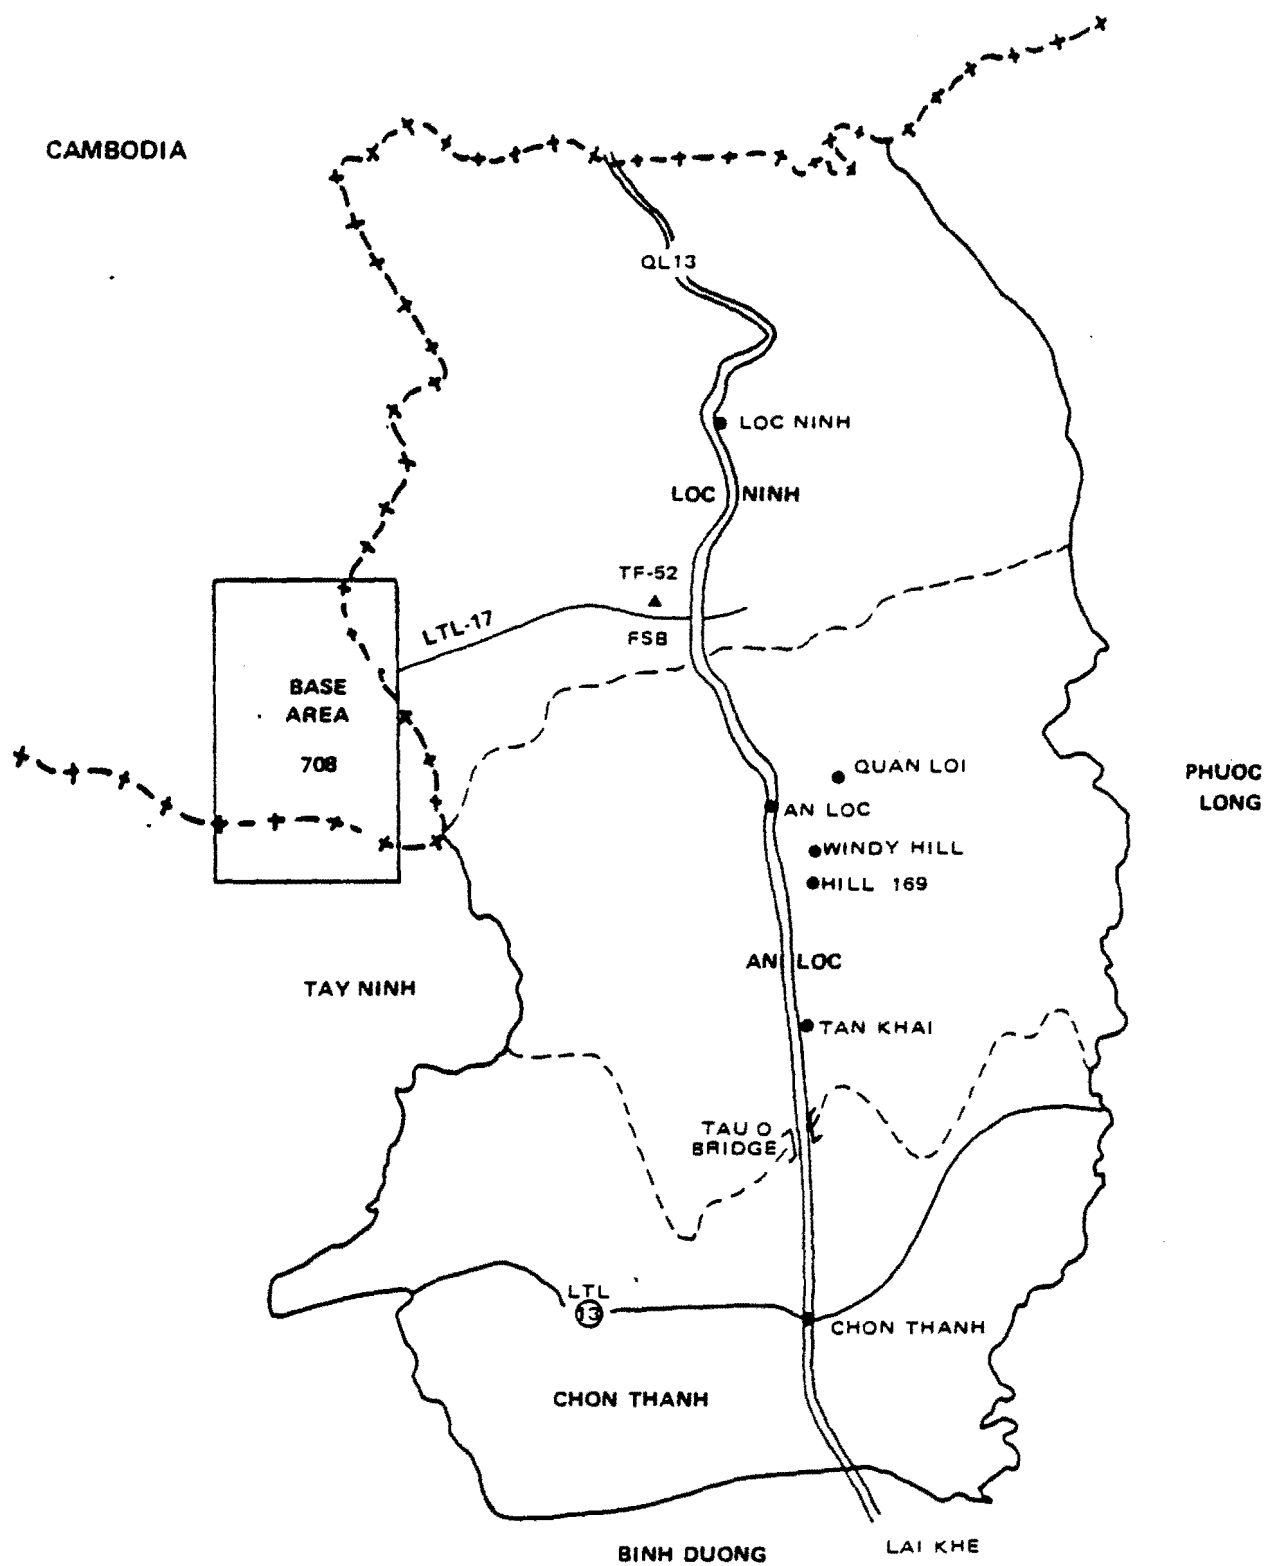 CAMBODIA
QL13
LOC NINH
LOC NINH
TF-52
LTL-17
FSB
BASE
AREA
708
QUAN LOI
PHUOC
LONG
AN LOC
WINDY HILL
HILL 169
AN LOC
TAY NINH
TAN KHAI
TAU O
BRIDGE
LTL
13
CHON THANH
CHON THANH
LAI KHE
BINH DUONG